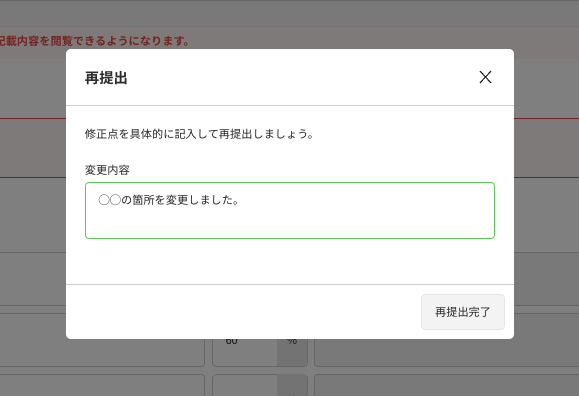 記載内容を閲覧できるようになります。
再提出
修正点を具体的に記入して再提出しましょう。
変更内容
〇〇の箇所を変更しました。
再提出完了
60 %